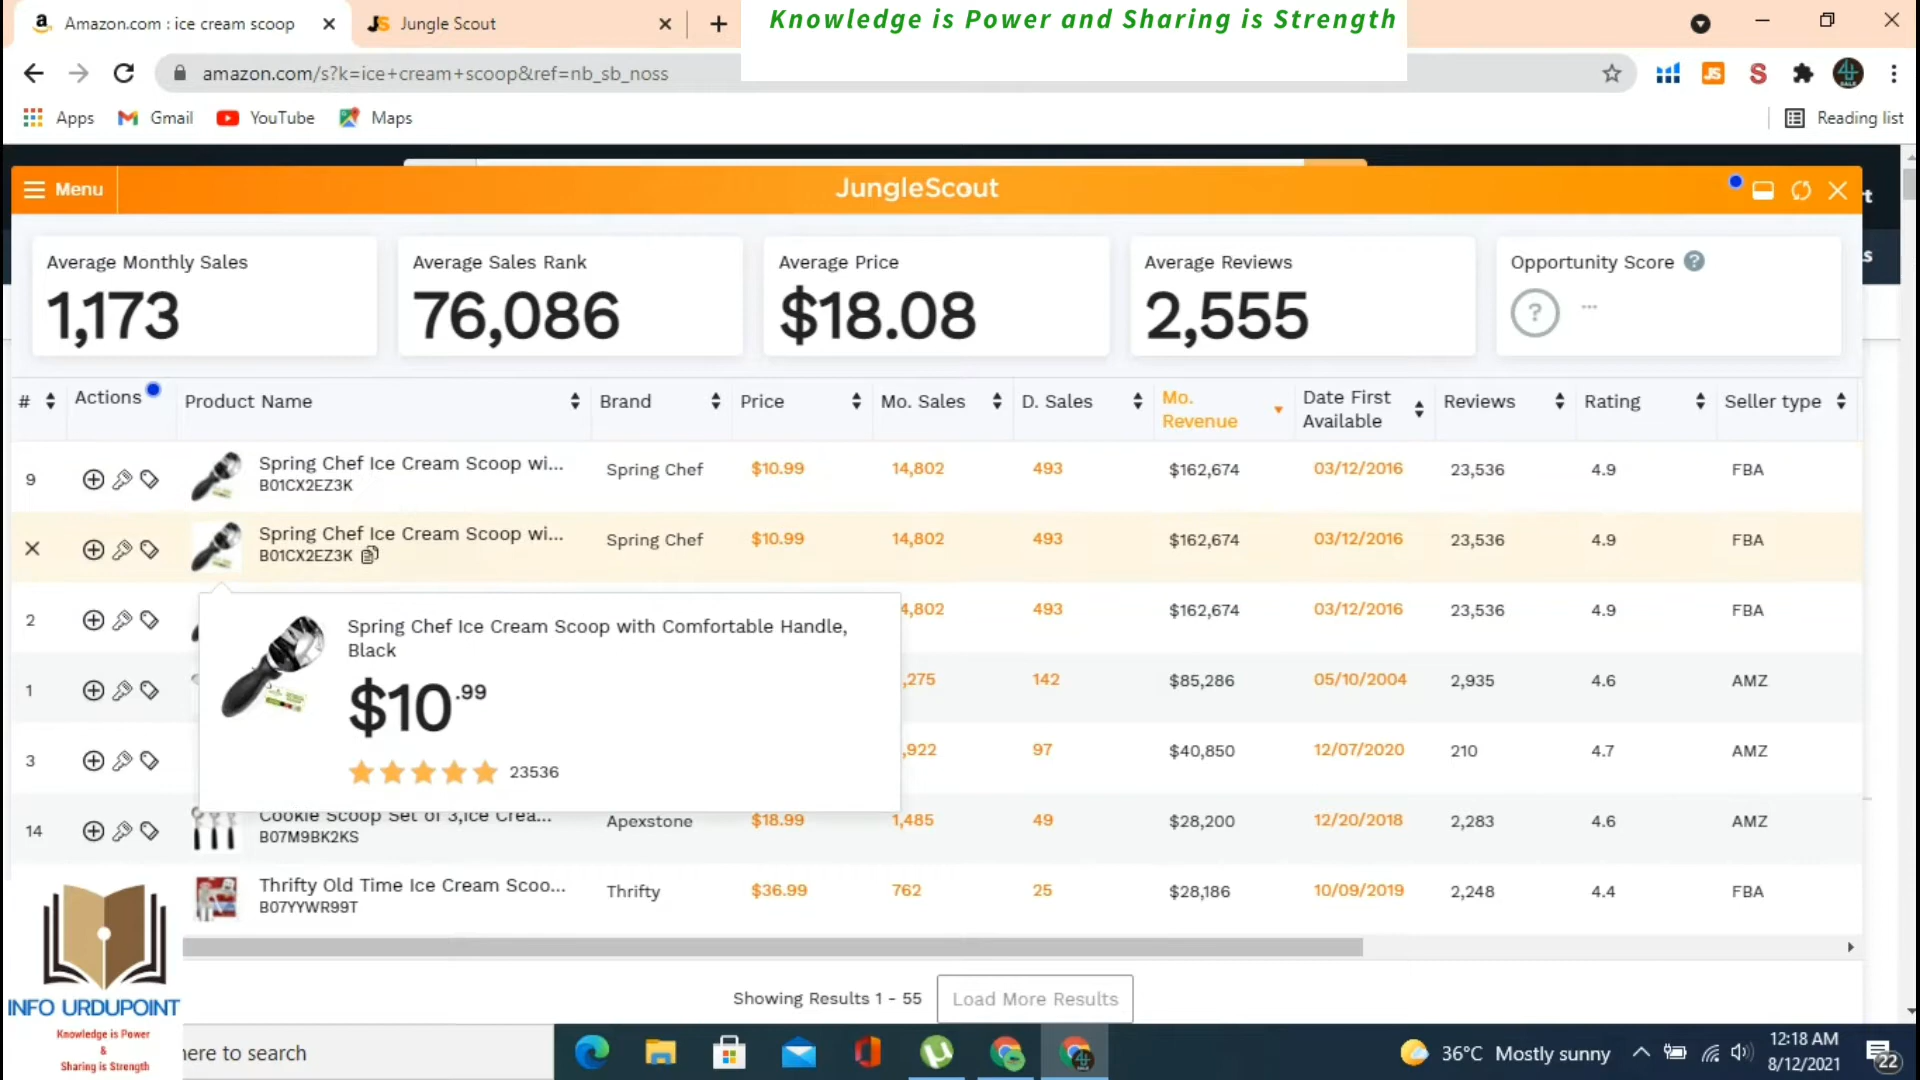 Amazon.com : ice cream scoop
Jungle Scout
Knowledge is Power and Sharing is Strength
amazon.com/s?k=ice+cream+scoop&ref=nb_sb_noss
Apps Gmail YouTube Maps Reading list
Menu JungleScout
Average Monthly Sales Average Sales Rank Average Price Average Reviews Opportunity Score ?
1,173 76,086 $18.08 2,555 ? --
# Actions Product Name Brand Price Mo. Sales D. Sales Mo. Revenue Date First Available Reviews Rating Seller type
9 Spring Chef Ice Cream Scoop wi... B01CX2EZ3K Spring Chef $10.99 14,802 493 $162,674 03/12/2016 23,536 4.9 FBA
Spring Chef Ice Cream Scoop wi... B01CX2EZ3K Spring Chef $10.99 14,802 493 $162,674 03/12/2016 23,536 4.9 FBA
2 4,802 493 $162,674 03/12/2016 23,536 4.9 FBA
Spring Chef Ice Cream Scoop with Comfortable Handle,
Black
$10.99
23536
1 ,275 142 $85,286 05/10/2004 2,935 4.6 AMZ
3 ,922 97 $40,850 12/07/2020 210 4.7 AMZ
14 Cookie Scoop Set of 3,Ice Crea... B07M9BK2KS Apexstone $18.99 1,485 49 $28,200 12/20/2018 2,283 4.6 AMZ
Thrifty Old Time Ice Cream Scoo... B07YYWR99T Thrifty $36.99 762 25 $28,186 10/09/2019 2,248 4.4 FBA
Showing Results 1 - 55 Load More Results
INFO URDUPOINT
Knowledge is Power
&
Sharing is Strength
here to search
36°C Mostly sunny
12:18 AM
8/12/2021
22